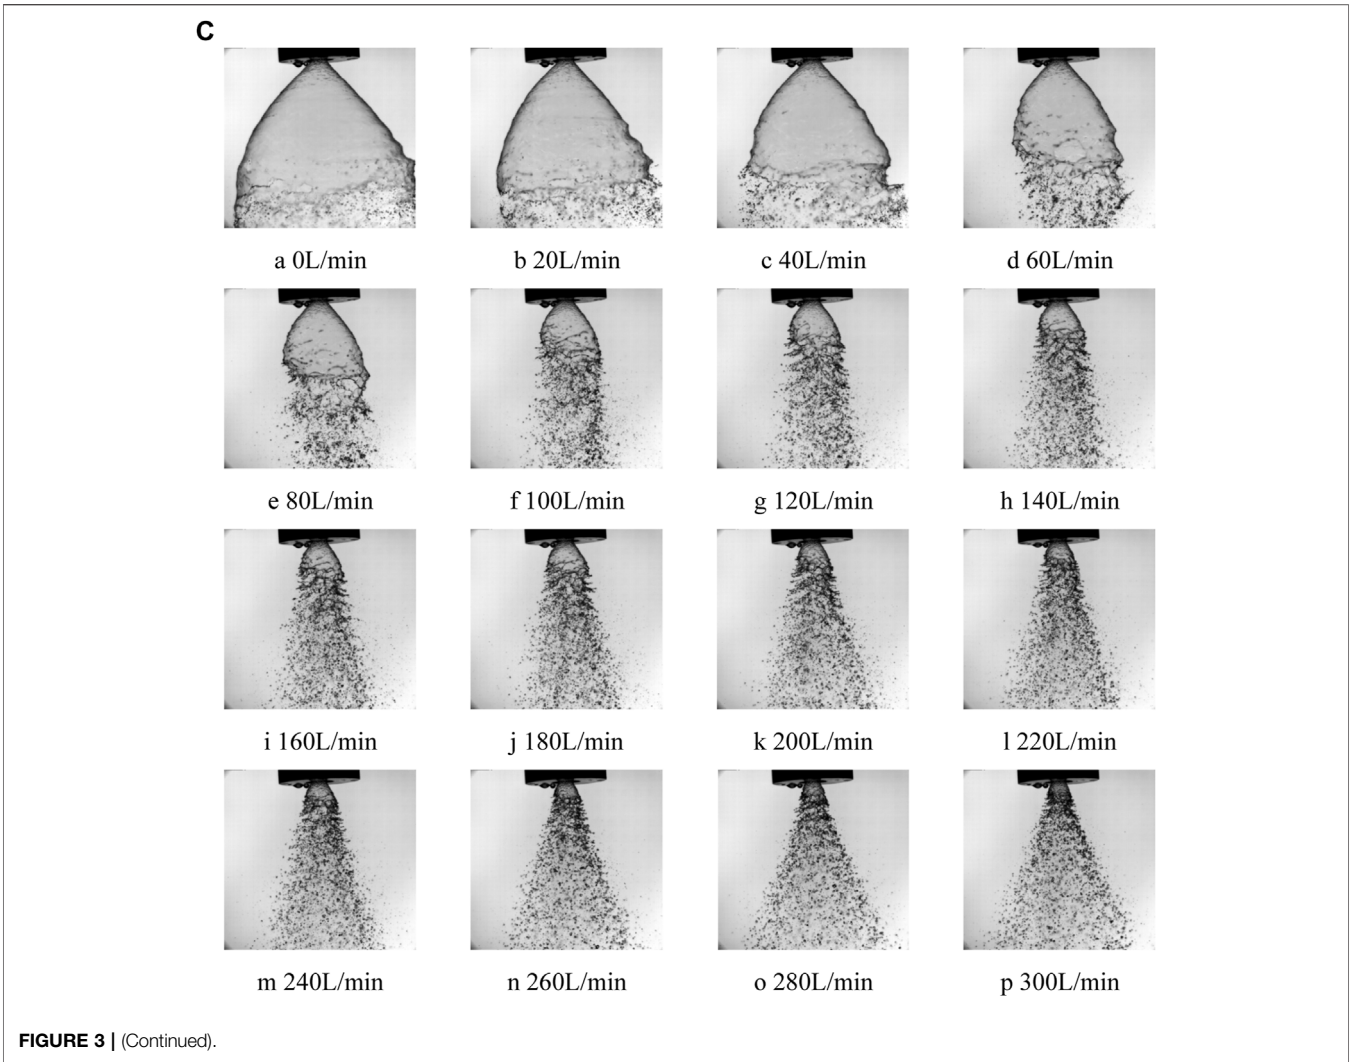 C
a 0L/min
b 20L/min
c 40L/min
d 60L/min
e 80L/min
f 100L/min
g 120L/min
h 140L/min
i 160L/min
j 180L/min
k 200L/min
l 220L/min
m 240L/min
n 260L/min
o 280L/min
p 300L/min
FIGURE 3 | (Continued).